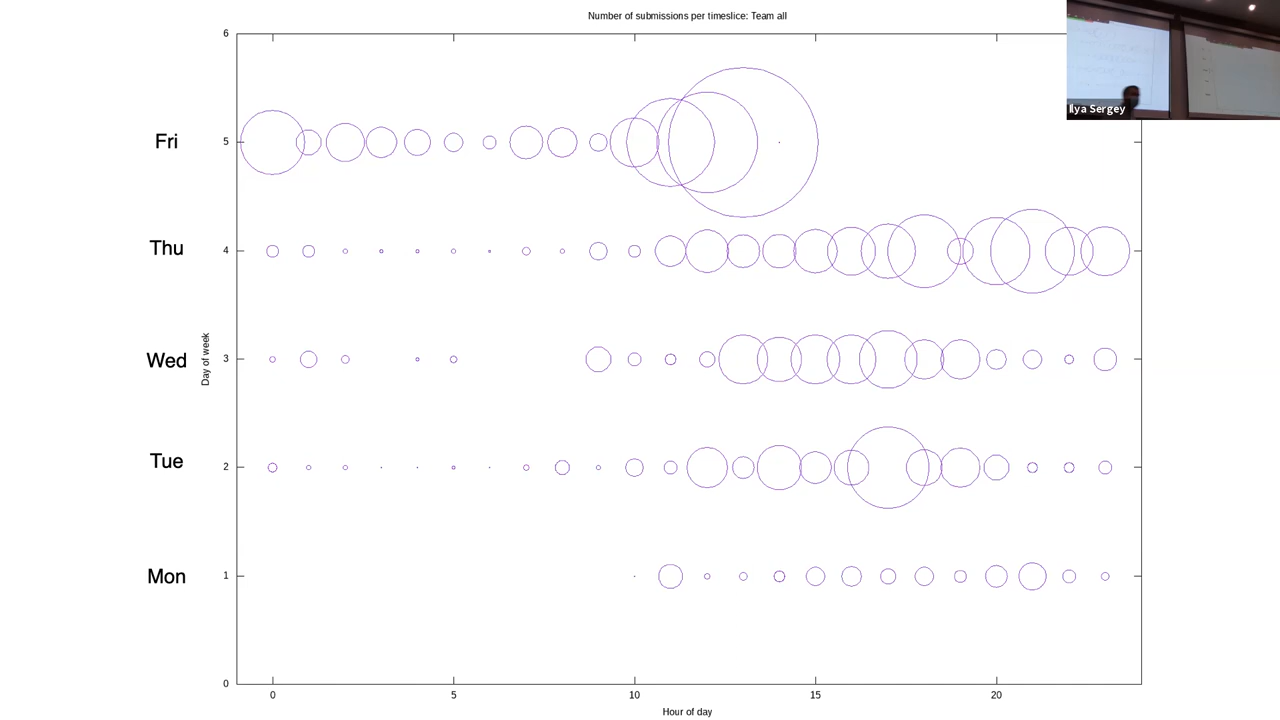 Number of submissions per timeslice: Team all
Ilya Sergey
6
Fri 5
Thu 4
Wed 3
Day of week
Tue 2
Mon 1
0
0 5 10 15 20
Hour of day